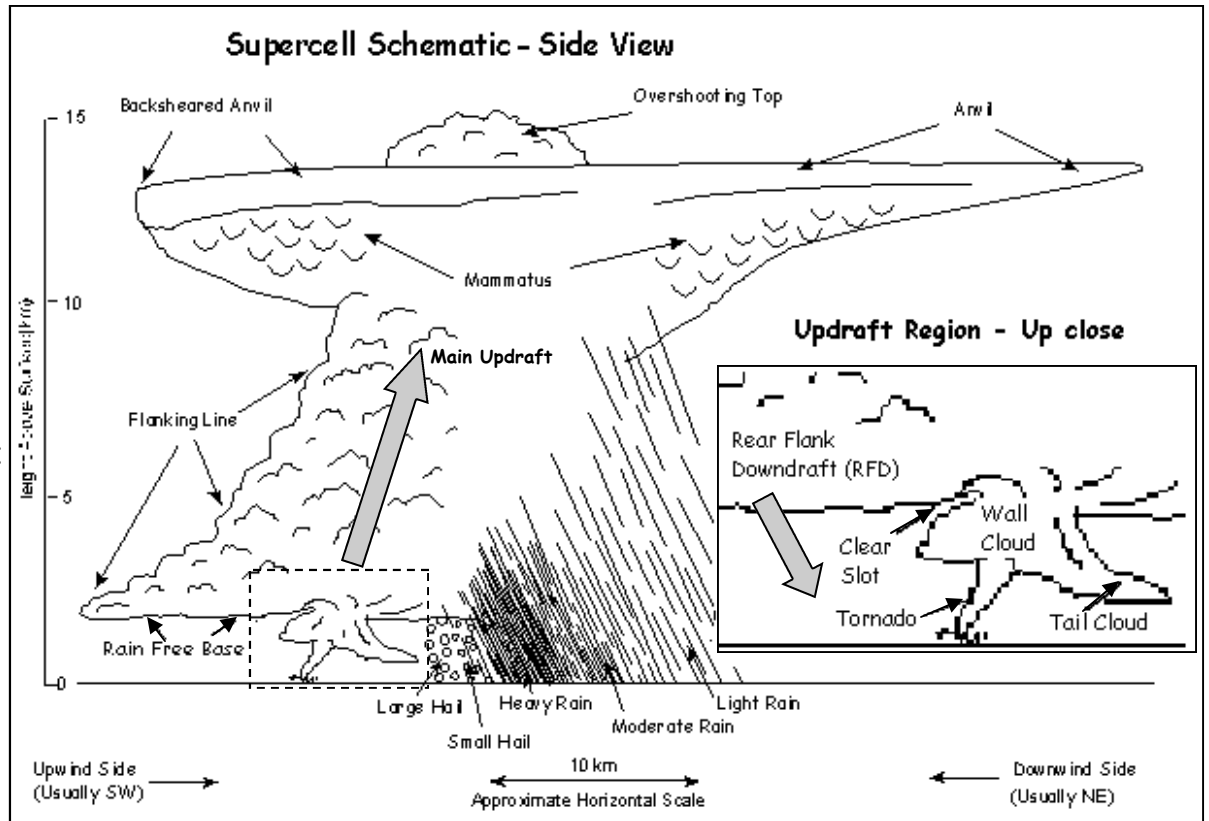 Supercell Schematic - Side View
Backsheared Anvil
Overshooting Top
Anvil
15
Mammatus
10
Updraft Region - Up close
Main Updraft
Flanking Line
Rear Flank
Downdraft (RFD)
5
Wall
Cloud
Clear
Slot
Tornado
Tail Cloud
Rain Free Base
0
Large Hail
Heavy Rain
Light Rain
Moderate Rain
Small Hail
Upwind Side
(Usually SW)
10 km
Approximate Horizontal Scale
Downwind Side
(Usually NE)